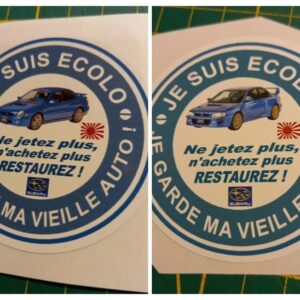 JE SUIS ECOLO
Ne jetez plus,
n'achetez plus
RESTAUREZ !
SUBARU
MA VIEILLE AUTO !
JE SUIS ECOLO
Ne jetez plus,
n'achetez plus
RESTAUREZ !
SUBARU
JE GARDE MA VIEILLE